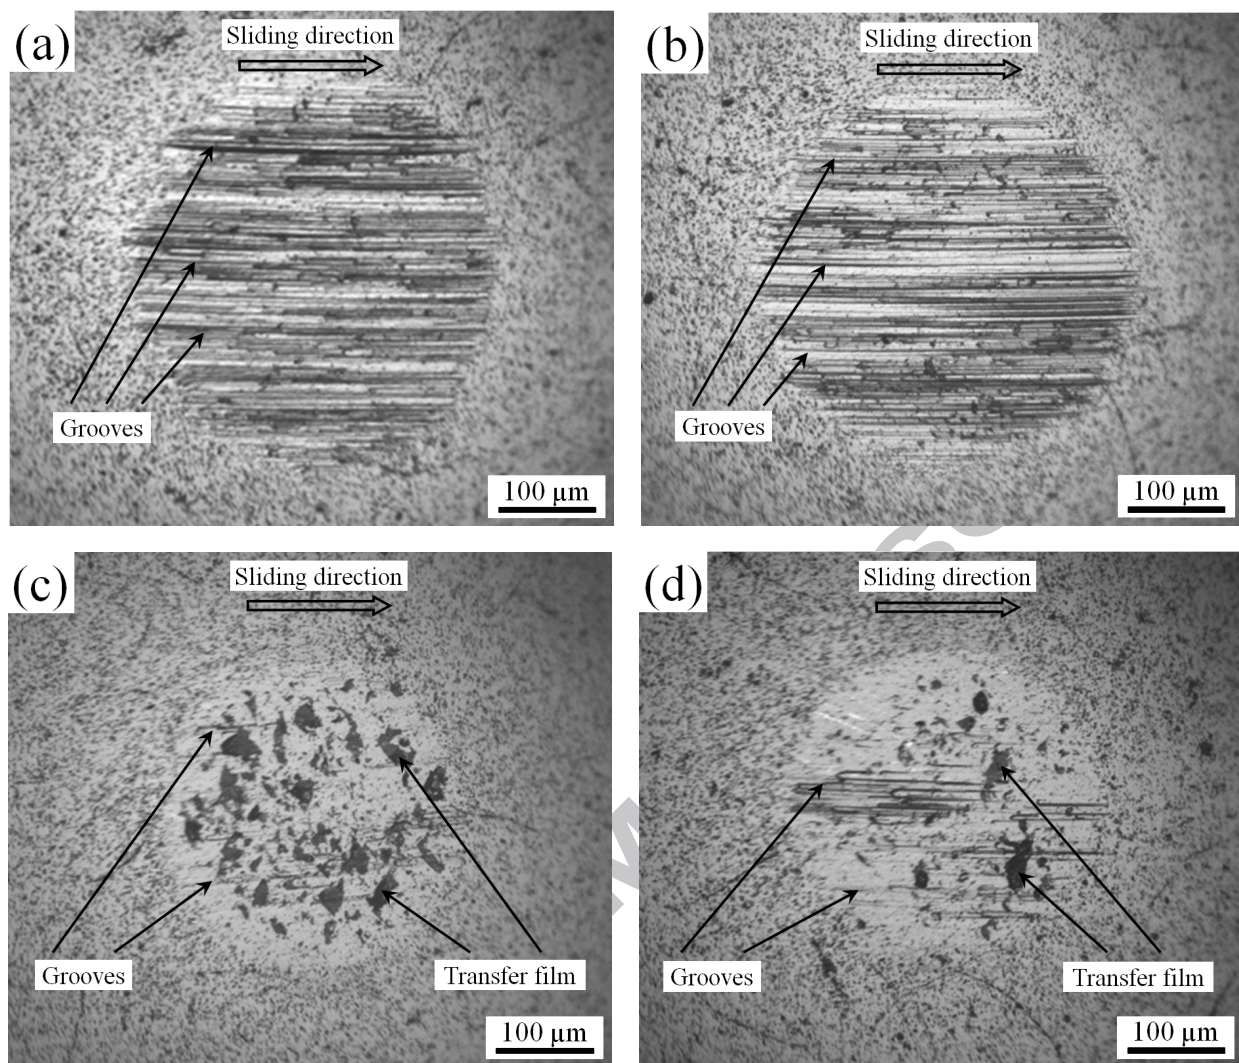 (a)
Sliding direction
Grooves
100 µm
(b)
Sliding direction
Grooves
100 µm
(c)
Sliding direction
Grooves
Transfer film
100 µm
(d)
Sliding direction
Grooves
Transfer film
100 µm